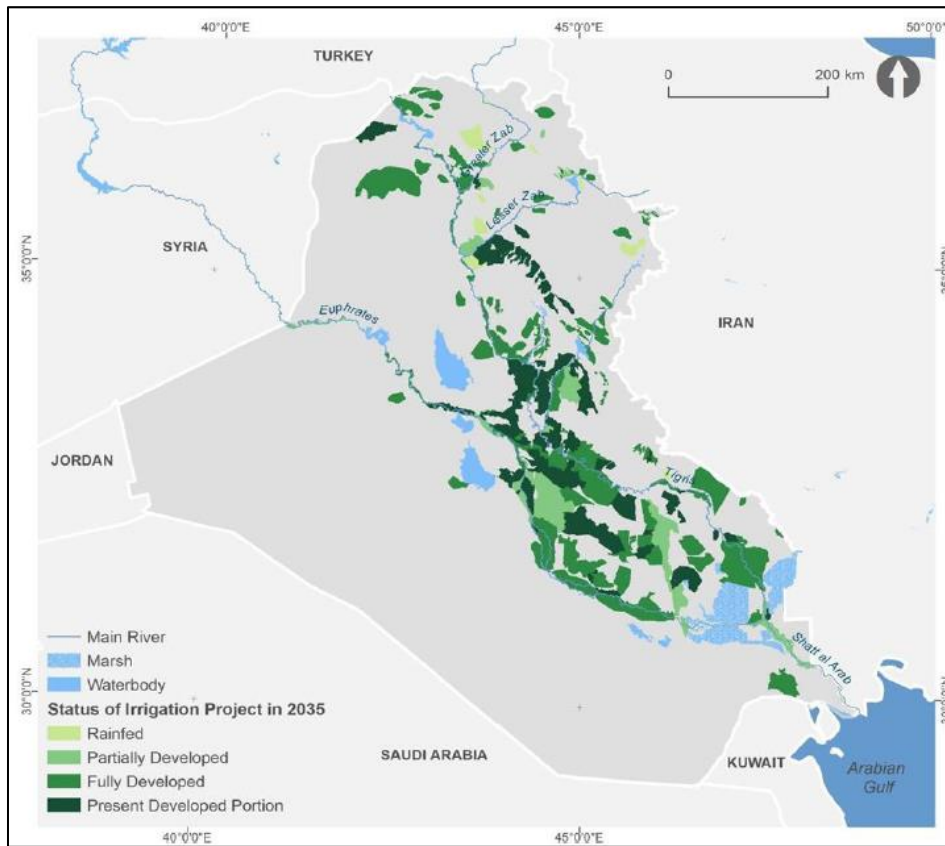 40°0'0"E
45°0'0"E
50°0'0"E
TURKEY
0
200 km
Greater Zab
Lesser Zab
SYRIA
35°0'0"N
Euphrates
IRAN
JORDAN
Tigris
Main River
Marsh
Waterbody
Shatt al Arab
30°0'0"N
Status of Irrigation Project in 2035
Rainfed
Partially Developed
Fully Developed
Present Developed Portion
SAUDI ARABIA
KUWAIT
Arabian
Gulf
40°0'0"E
45°0'0"E